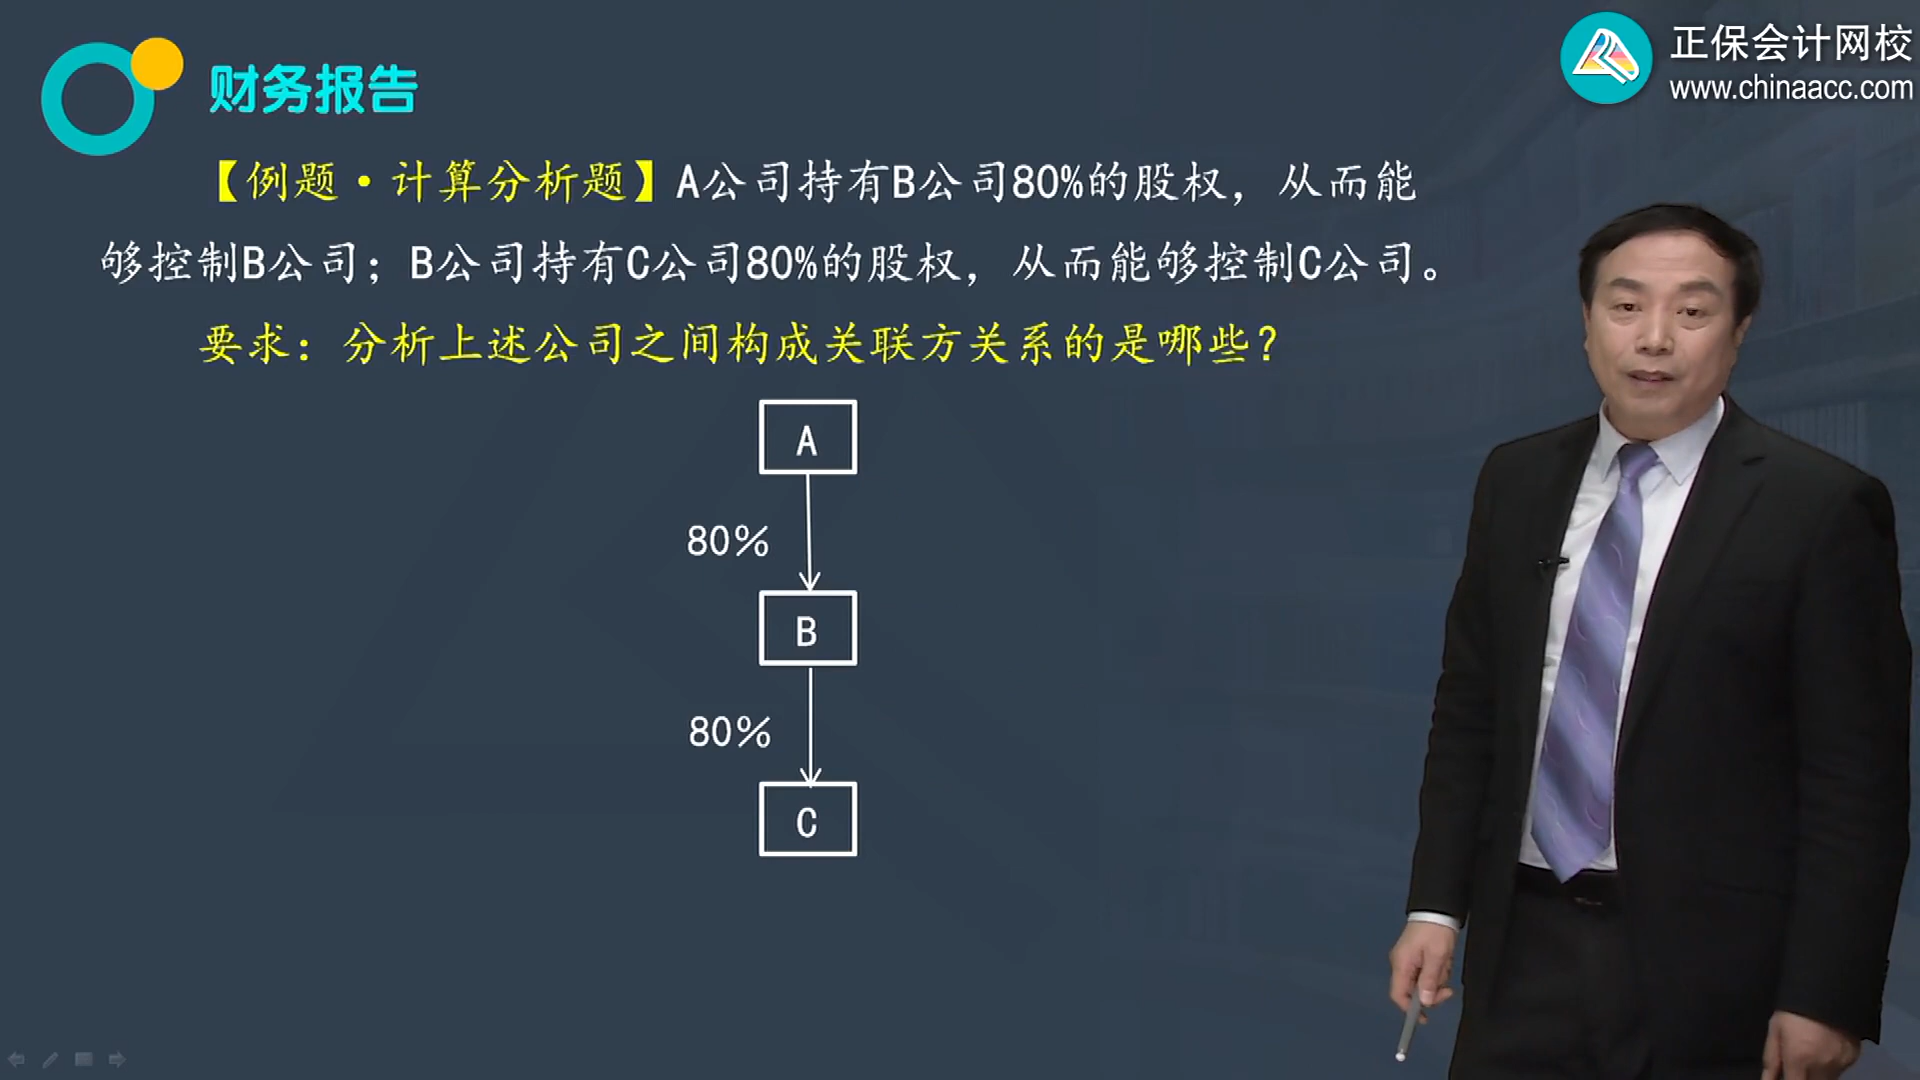 财务报告
正保会计网校
www.chinaacc.com
【例题·计算分析题】A公司持有B公司80%的股权，从而能
够控制B公司；B公司持有C公司80%的股权，从而能够控制C公司。
要求：分析上述公司之间构成关联方关系的是哪些？
A
80%
B
80%
C